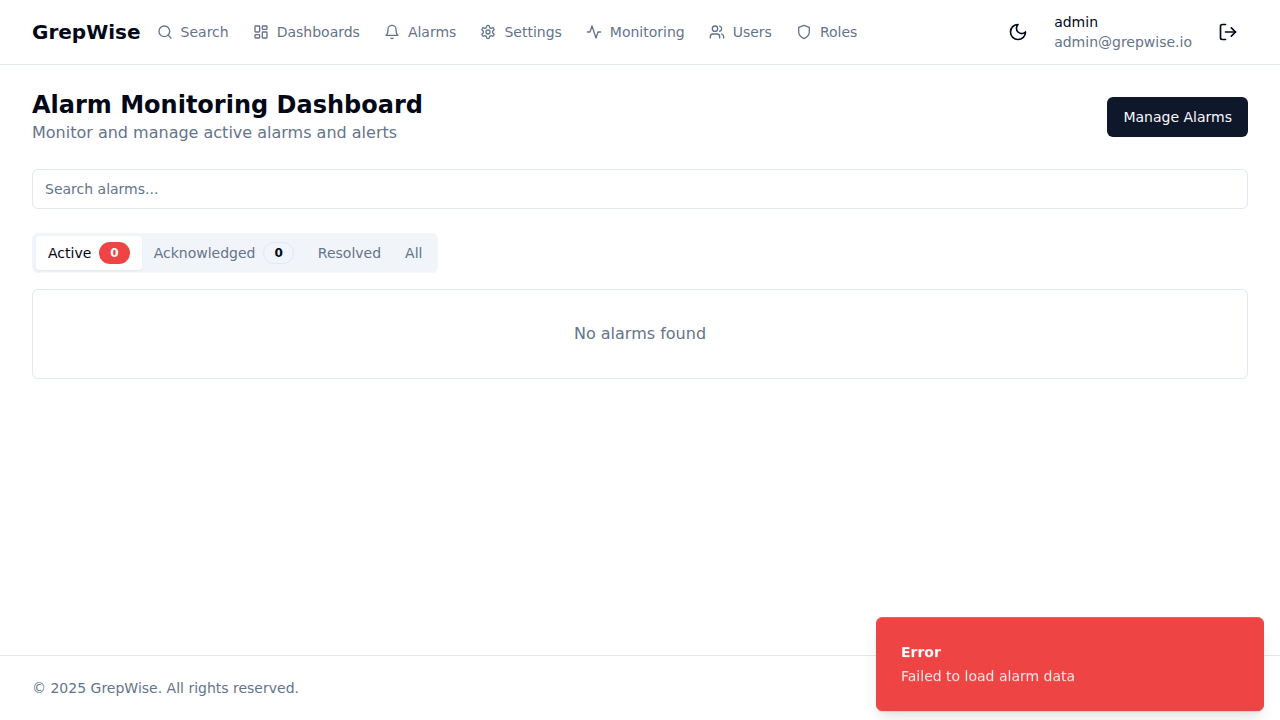 GrepWise Search Dashboards Alarms Settings Monitoring Users Roles admin
admin@grepwise.io
Alarm Monitoring Dashboard
Monitor and manage active alarms and alerts
Manage Alarms
Search alarms...
Active 0 Acknowledged 0 Resolved All
No alarms found
Error
Failed to load alarm data
© 2025 GrepWise. All rights reserved.